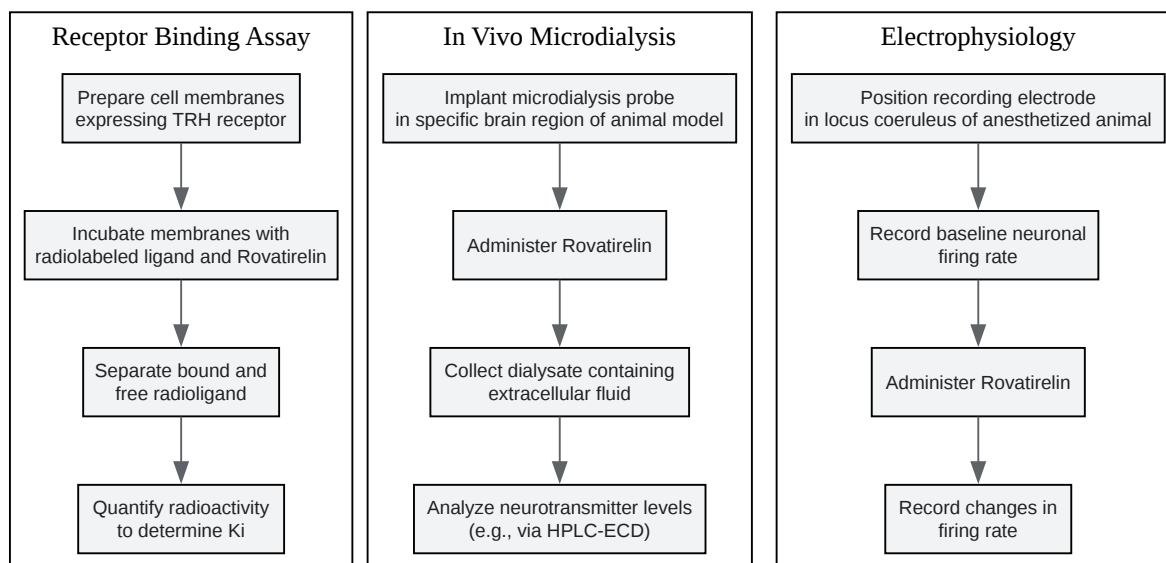 Receptor Binding Assay
Prepare cell membranes
expressing TRH receptor
Incubate membranes with
radiolabeled ligand and Rovatirelin
Separate bound and
free radioligand
Quantify radioactivity
to determine Ki
In Vivo Microdialysis
Implant microdialysis probe
in specific brain region of animal model
Administer Rovatirelin
Collect dialysate containing
extracellular fluid
Analyze neurotransmitter levels
(e.g., via HPLC-ECD)
Electrophysiology
Position recording electrode
in locus coeruleus of anesthetized animal
Record baseline neuronal
firing rate
Administer Rovatirelin
Record changes in
firing rate